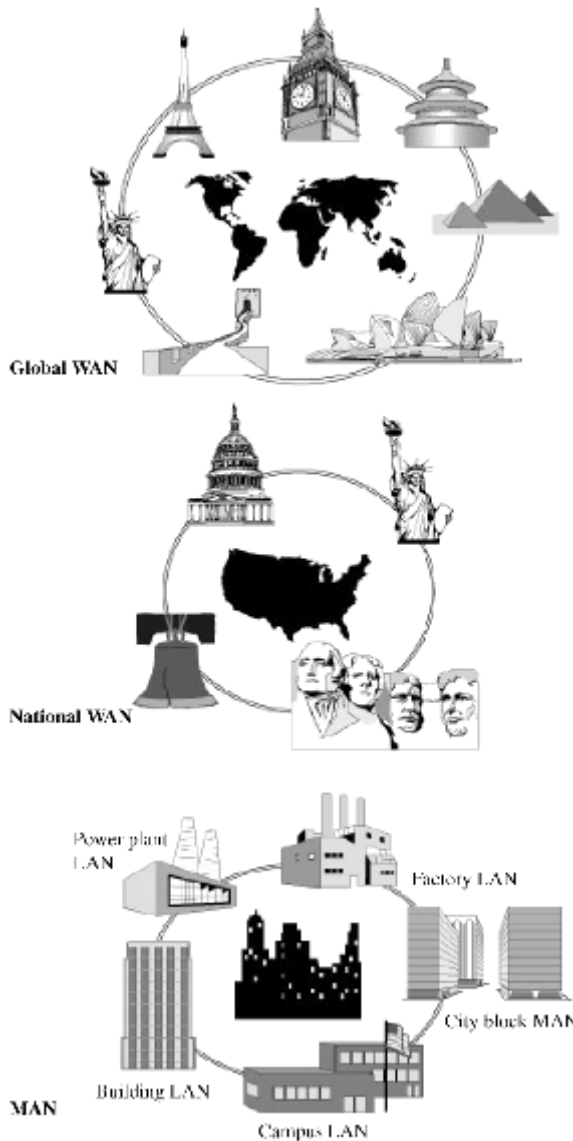 Global WAN
National WAN
Power plant
LAN
Factory LAN
City block MAN
Building LAN
MAN
Campus LAN